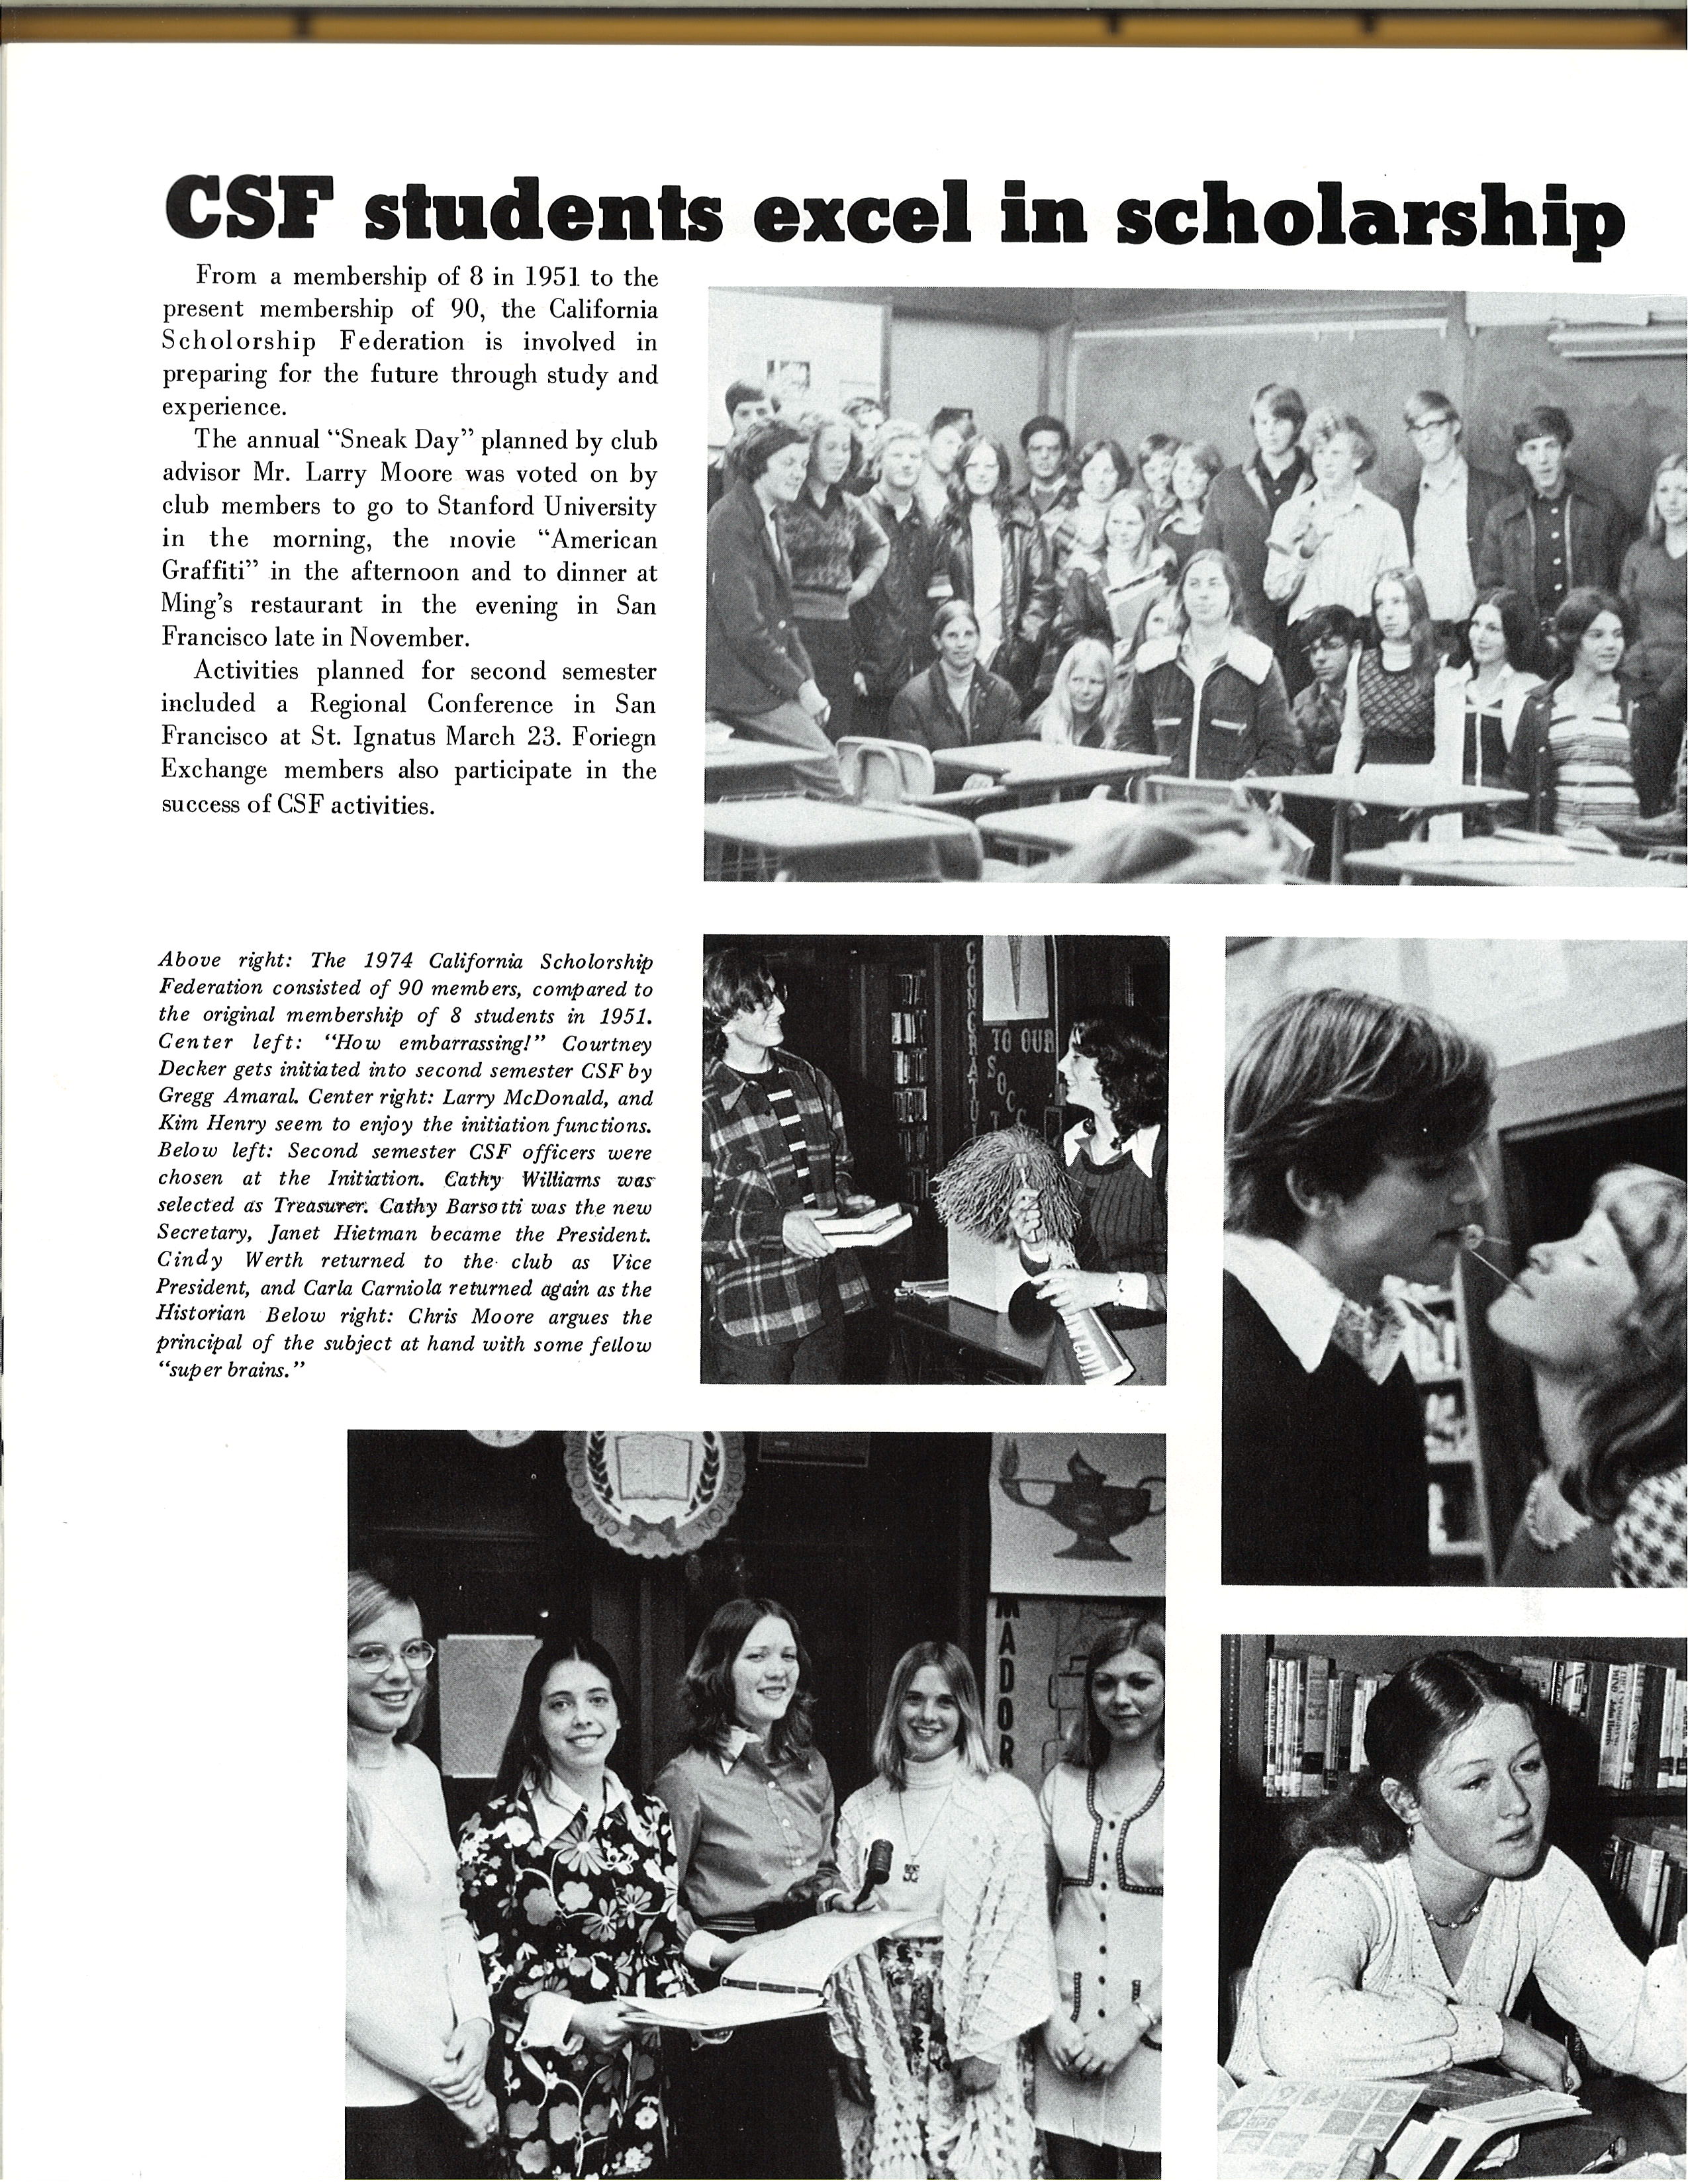 CSF students excel in scholarship
From a membership of 8 in 1951 to the
present membership of 90, the California
Scholorship Federation is involved in
preparing for the future through study and
experience.
The annual "Sneak Day" planned by club
advisor Mr. Larry Moore was voted on by
club members to go to Stanford University
in the morning, the movie "American
Graffiti" in the afternoon and to dinner at
Ming's restaurant in the evening in San
Francisco late in November.
Activities planned for second semester
included a Regional Conference in San
Francisco at St. Ignatus March 23. Foriegn
Exchange members also participate in the
success of CSF activities.
Above right: The 1974 California Scholorship
Federation consisted of 90 members, compared to
the original membership of 8 students in 1951.
Center left: "How embarrassing!" Courtney
Decker gets initiated into second semester CSF by
Gregg Amaral. Center right: Larry McDonald, and
Kim Henry seem to enjoy the initiation functions.
Below left: Second semester CSF officers were
chosen at the Initiation. Cathy Williams was
selected as Treasurer. Cathy Barsotti was the new
Secretary, Janet Hietman became the President.
Cindy Werth returned to the club as Vice
President, and Carla Carniola returned again as the
Historian Below right: Chris Moore argues the
principal of the subject at hand with some fellow
"super brains."
CONGRATU
TO OUR
SOCC
T
CALIFORN
DERATION
MADOR